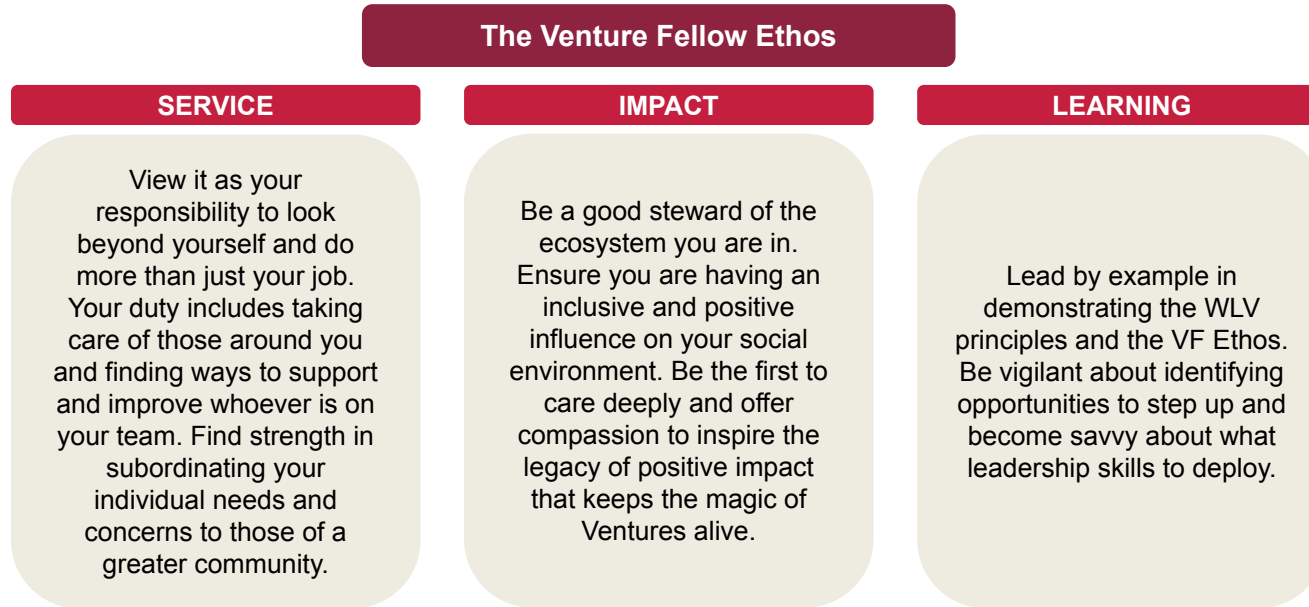 The Venture Fellow Ethos
SERVICE
View it as your
responsibility to look
beyond yourself and do
more than just your job.
Your duty includes taking
care of those around you
and finding ways to support
and improve whoever is on
your team. Find strength in
subordinating your
individual needs and
concerns to those of a
greater community.
IMPACT
Be a good steward of the
ecosystem you are in.
Ensure you are having an
inclusive and positive
influence on your social
environment. Be the first to
care deeply and offer
compassion to inspire the
legacy of positive impact
that keeps the magic of
Ventures alive.
LEARNING
Lead by example in
demonstrating the WLV
principles and the VF Ethos.
Be vigilant about identifying
opportunities to step up and
become savvy about what
leadership skills to deploy.